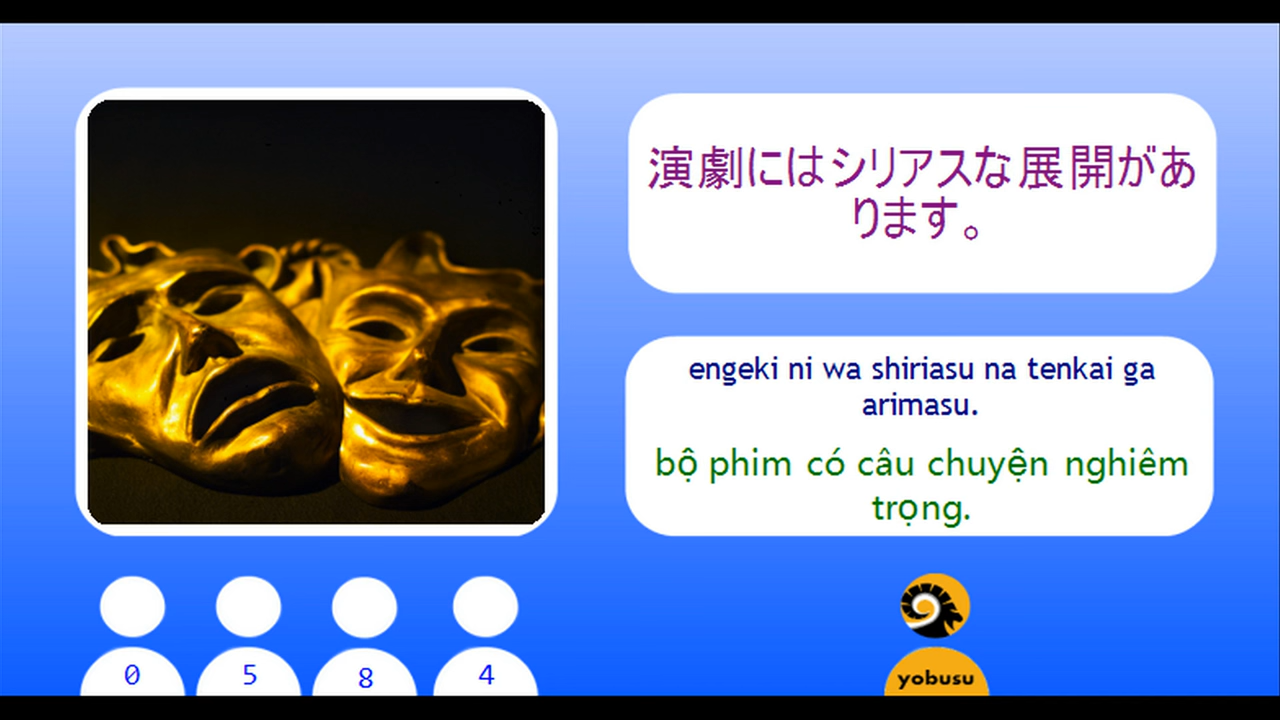 演劇にはシリアスな展開があ
ります。
engeki ni wa shiriasu na tenkai ga
arimasu.
bộ phim có câu chuyện nghiêm
trọng.
0 5 8 4
yobusu